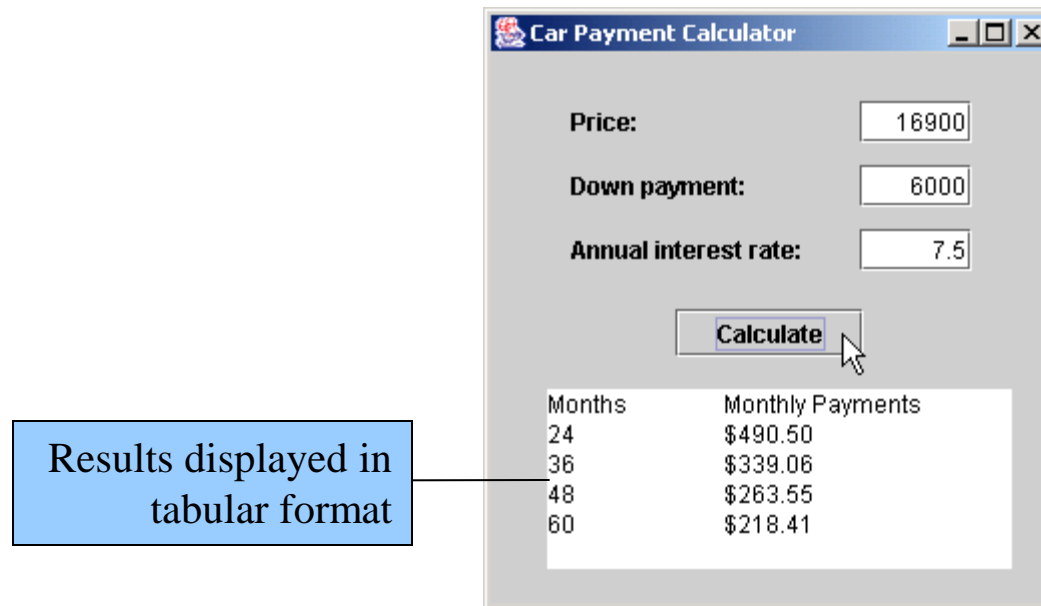 Car Payment Calculator
Price: 16900
Down payment: 6000
Annual interest rate: 7.5
Calculate
Months Monthly Payments
24 $490.50
36 $339.06
48 $263.55
60 $218.41
Results displayed in
tabular format